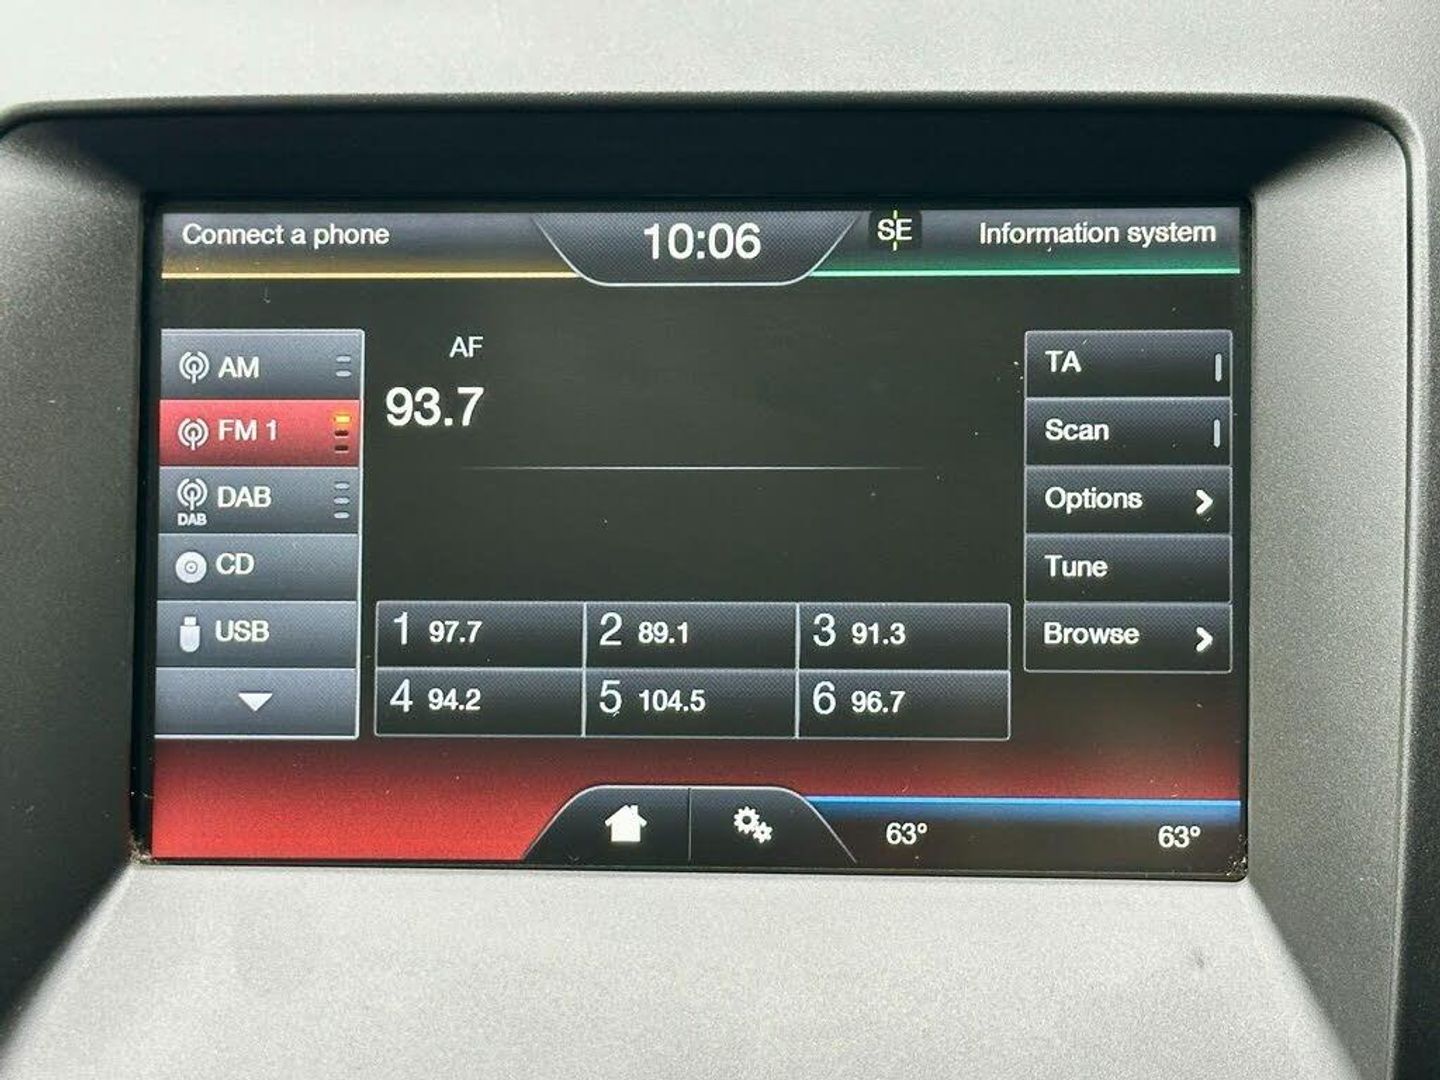 Connect a phone
10:06
SE
Information system
AM
FM 1
DAB
DAB
CD
USB
AF
93.7
1 97.7
2 89.1
3 91.3
4 94.2
5 104.5
6 96.7
TA
Scan
Options
Tune
Browse
63°
63°